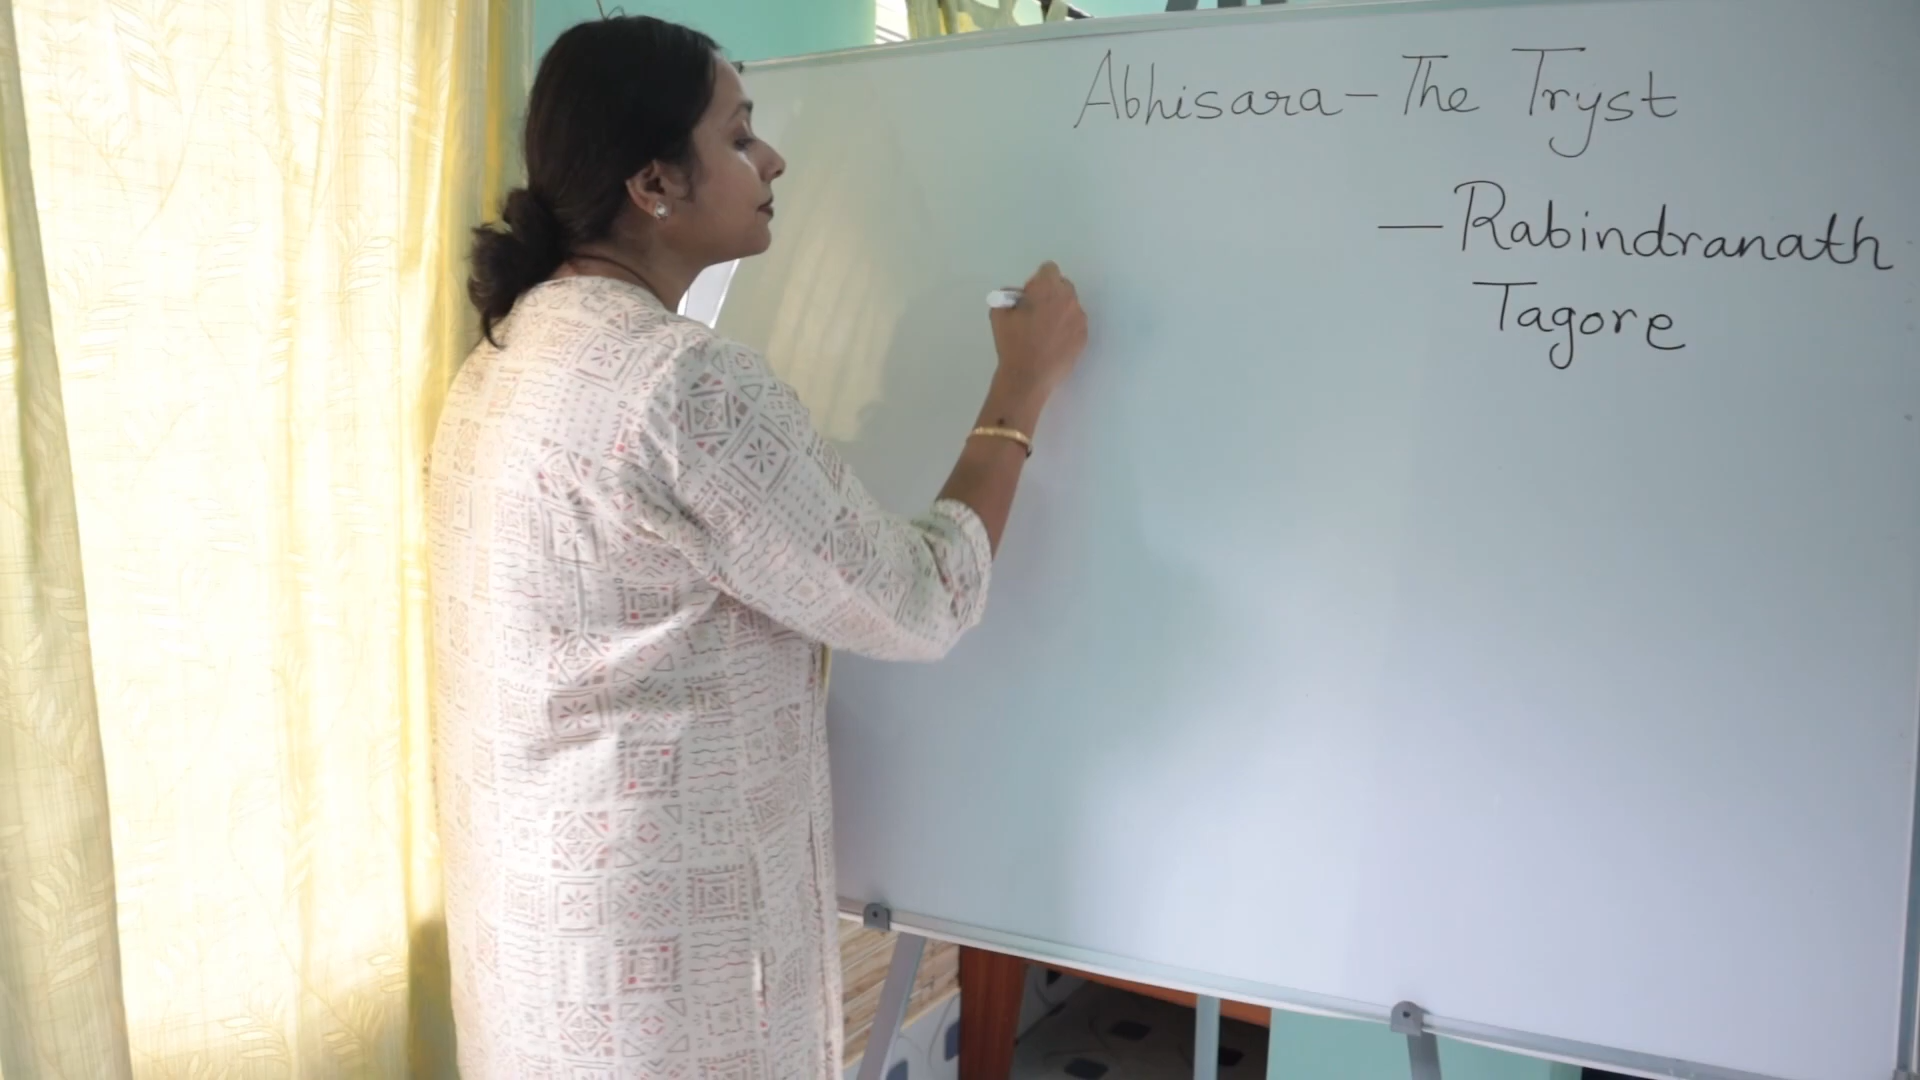 Abhisara - The Tryst
— Rabindranath
Tagore